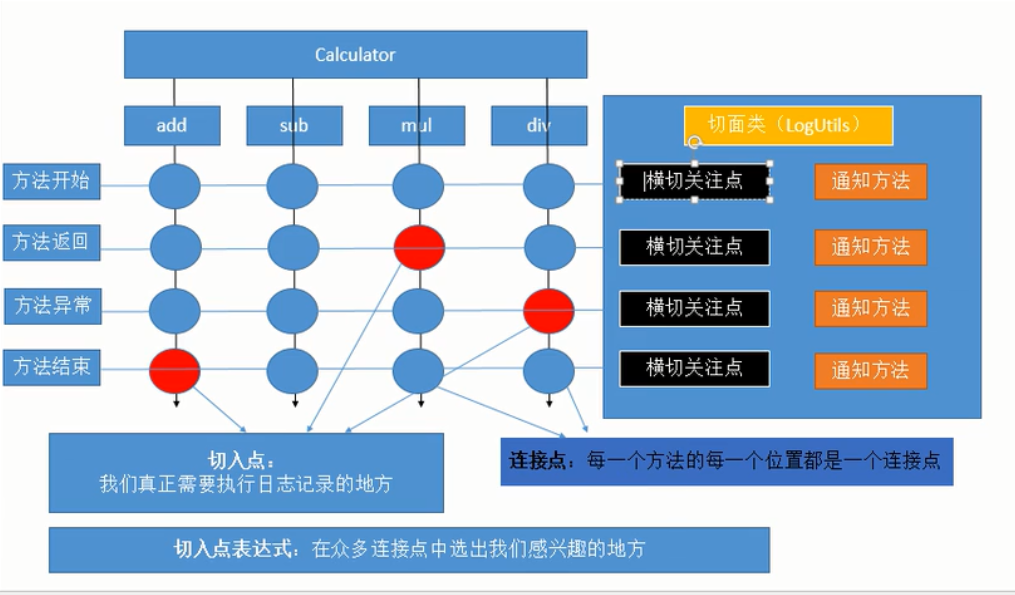 Calculator
add
sub
mul
div
切面类（LogUtils）
方法开始
横切关注点
通知方法
方法返回
横切关注点
通知方法
方法异常
横切关注点
通知方法
方法结束
横切关注点
通知方法
切入点：
我们真正需要执行日志记录的地方
连接点：每一个方法的每一个位置都是一个连接点
切入点表达式：在众多连接点中选出我们感兴趣的地方